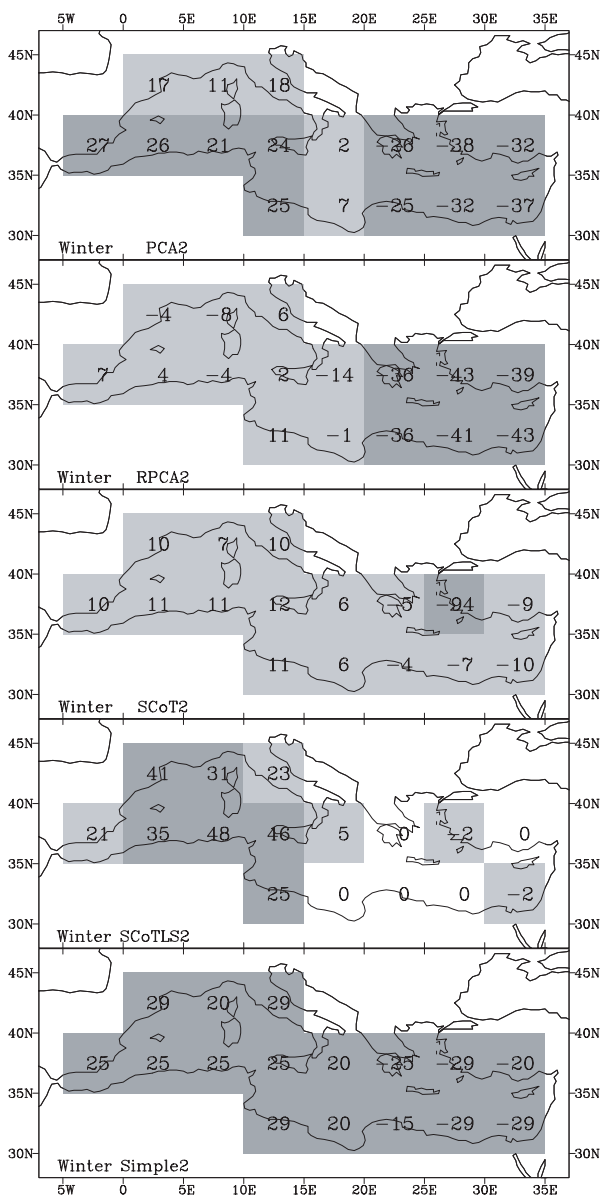 5W 0 5E 10E 15E 20E 25E 30E 35E
45N 45N
17 11 18
40N 40N
27 26 21 24 2 −26 −38 −32
35N 35N
25 7 −25 −32 −37
30N 30N
Winter PCA2
45N 45N
−4 −8 6
40N 40N
7 4 −4 2 −14 −36 −43 −39
35N 35N
11 −1 −36 −41 −43
30N 30N
Winter RPCA2
45N 45N
10 7 10
40N 40N
10 11 11 12 6 −5 −94 −9
35N 35N
11 6 −4 −7 −10
30N 30N
Winter SCoT2
45N 45N
41 31 23
40N 40N
21 35 48 46 5 0 −2 0
35N 35N
25 0 0 0 −2
30N 30N
Winter SCoTLS2
45N 45N
29 20 29
40N 40N
25 25 25 25 20 −25 −29 −20
35N 35N
29 20 −15 −29 −29
30N 30N
Winter Simple2
5W 0 5E 10E 15E 20E 25E 30E 35E